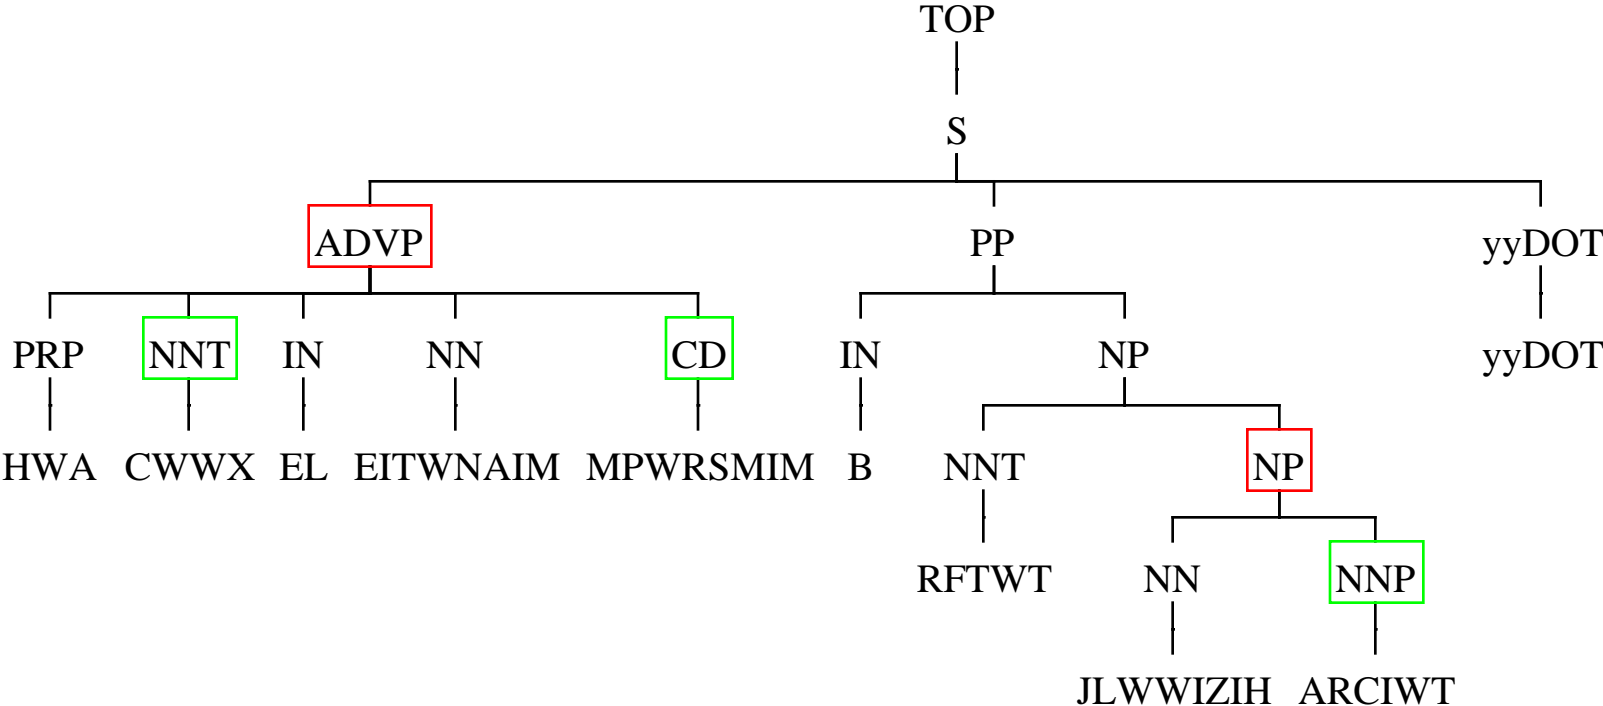 TOP
S
ADVP PP yyDOT
PRP NNT IN NN CD IN NP yyDOT
HWA CWWX EL EITWNAIM MPWRSMIM B NNT NP
RFTWT NN NNP
JLWWIZIH ARCIWT